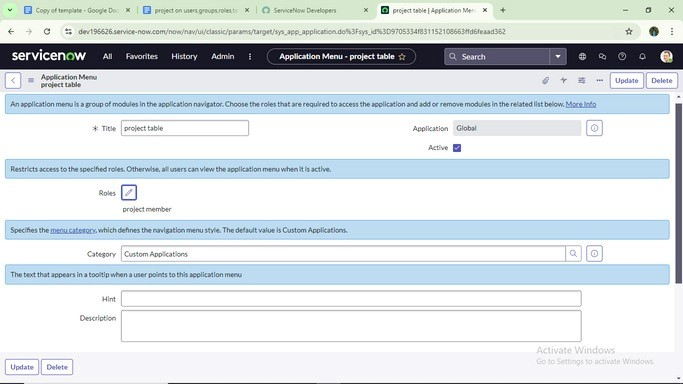 Copy of template - Google Doc
project on users,groups,roles,ta
ServiceNow Developers
project table | Application Men
dev196626.service-now.com/now/nav/ui/classic/params/target/sys_app_application.do%3Fsys_id%3D9705334f831152108663ffd6feaad362
servicenow
All
Favorites
History
Admin
Application Menu - project table
Search
Application Menu
project table
Update
Delete
An application menu is a group of modules in the application navigator. Choose the roles that are required to access the application and add or remove modules in the related list below. More Info
Title
project table
Application
Global
Active
Restricts access to the specified roles. Otherwise, all users can view the application menu when it is active.
Roles
project member
Specifies the menu category, which defines the navigation menu style. The default value is Custom Applications.
Category
Custom Applications
The text that appears in a tooltip when a user points to this application menu
Hint
Description
Activate Windows
Go to Settings to activate Windows.
Update
Delete